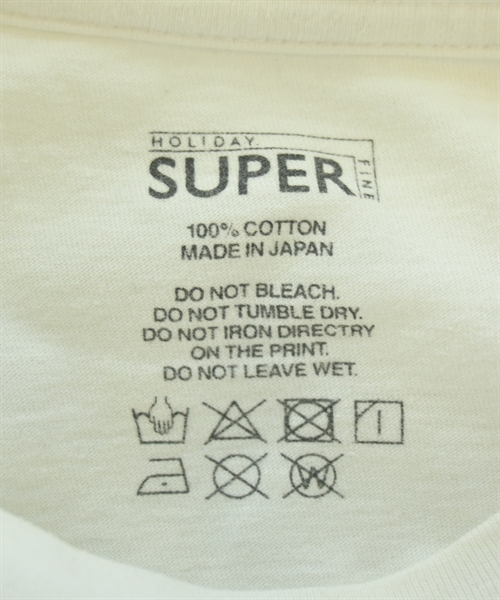 HOLIDAY
SUPER
FINE
100% COTTON
MADE IN JAPAN
DO NOT BLEACH.
DO NOT TUMBLE DRY.
DO NOT IRON DIRECTRY
ON THE PRINT.
DO NOT LEAVE WET.
W